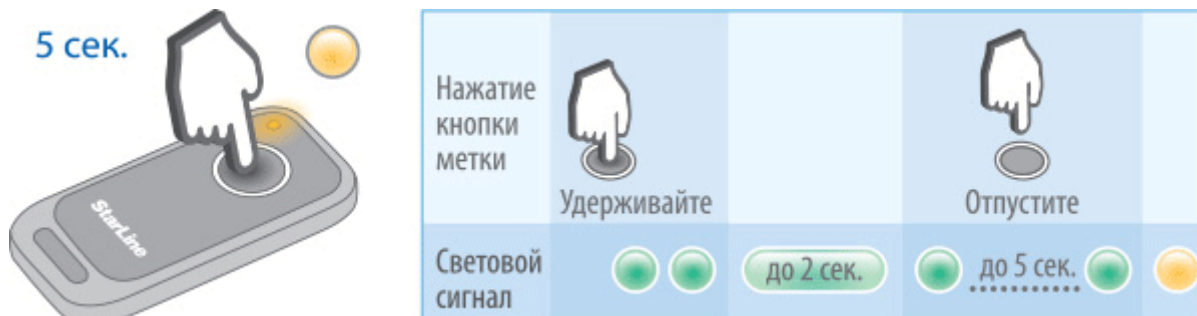 5 сек.
StarLine
Нажатие
кнопки
метки
Удерживайте
Отпустите
Световой
сигнал
до 2 сек.
до 5 сек.